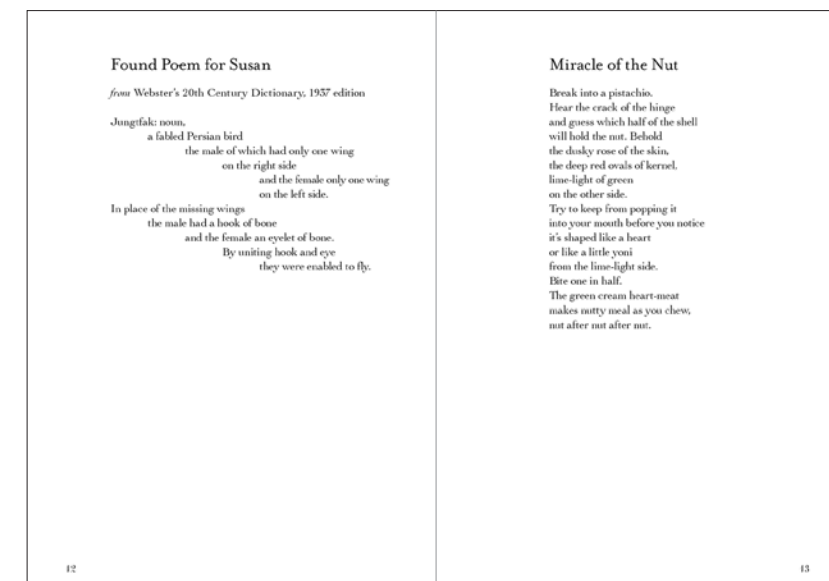 Found Poem for Susan
from Webster's 20th Century Dictionary, 1937 edition
Jungtfak: noun,
a fabled Persian bird
the male of which had only one wing
on the right side
and the female only one wing
on the left side.
In place of the missing wings
the male had a hook of bone
and the female an eyelet of bone.
By uniting hook and eye
they were enabled to fly.
12
Miracle of the Nut
Break into a pistachio.
Hear the crack of the hinge
and guess which half of the shell
will hold the nut. Behold
the dusky rose of the skin,
the deep red ovals of kernel,
lime-light of green
on the other side.
Try to keep from popping it
into your mouth before you notice
it's shaped like a heart
or like a little yoni
from the lime-light side.
Bite one in half.
The green cream heart-meat
makes nutty meal as you chew,
nut after nut after nut.
13